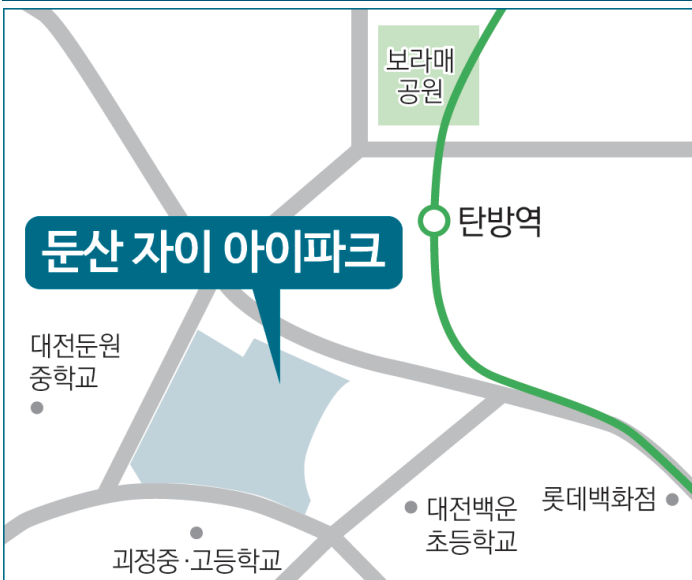 보라매
공원
탄방역
둔산 자이 아이파크
대전둔원
중학교
대전백운
초등학교
롯데백화점
괴정중·고등학교